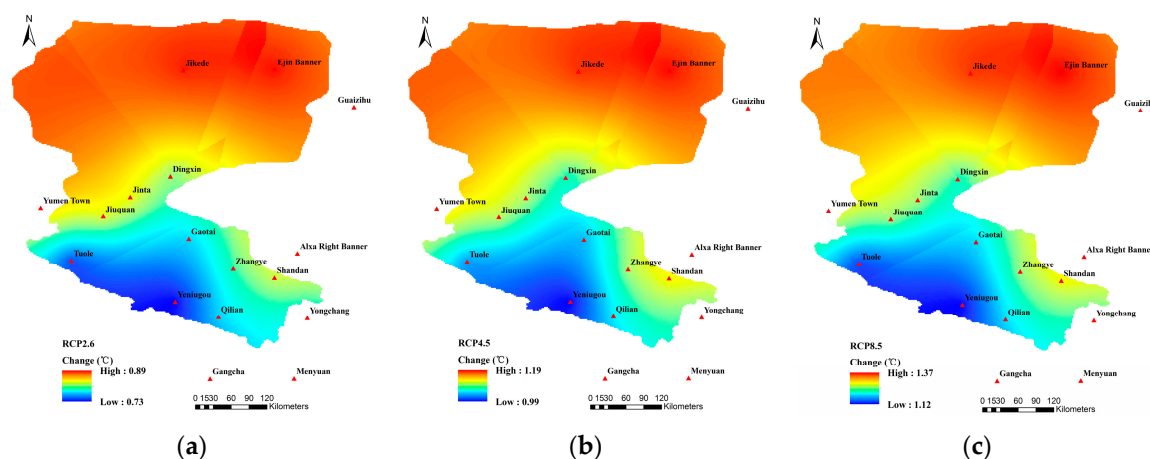 N
Jikede
Ejin Banner
Guaizihu
Dingxin
Jinta
Yumen Town
Jiuquan
Gaotai
Alxa Right Banner
Tuole
Zhangye
Shandan
Yeniugou
Qilian
Yongchang
RCP2.6
Change (℃)
High : 0.89
Low : 0.73
Gangcha
Menyuan
0 1530 60 90 120
Kilometers
(a)
N
Jikede
Ejin Banner
Guaizihu
Dingxin
Jinta
Yumen Town
Jiuquan
Gaotai
Alxa Right Banner
Tuole
Zhangye
Shandan
Yeniugou
Qilian
Yongchang
RCP4.5
Change (℃)
High : 1.19
Low : 0.99
Gangcha
Menyuan
0 1530 60 90 120
Kilometers
(b)
N
Jikede
Ejin Banner
Guaizih
Dingxin
Jinta
Yumen Town
Jiuquan
Gaotai
Alxa Right Banner
Tuole
Zhangye
Shandan
Yeniugou
Qilian
Yongchang
RCP8.5
Change (℃)
High : 1.37
Low : 1.12
Gangcha
Menyuan
0 1530 60 90 120
Kilometers
(c)